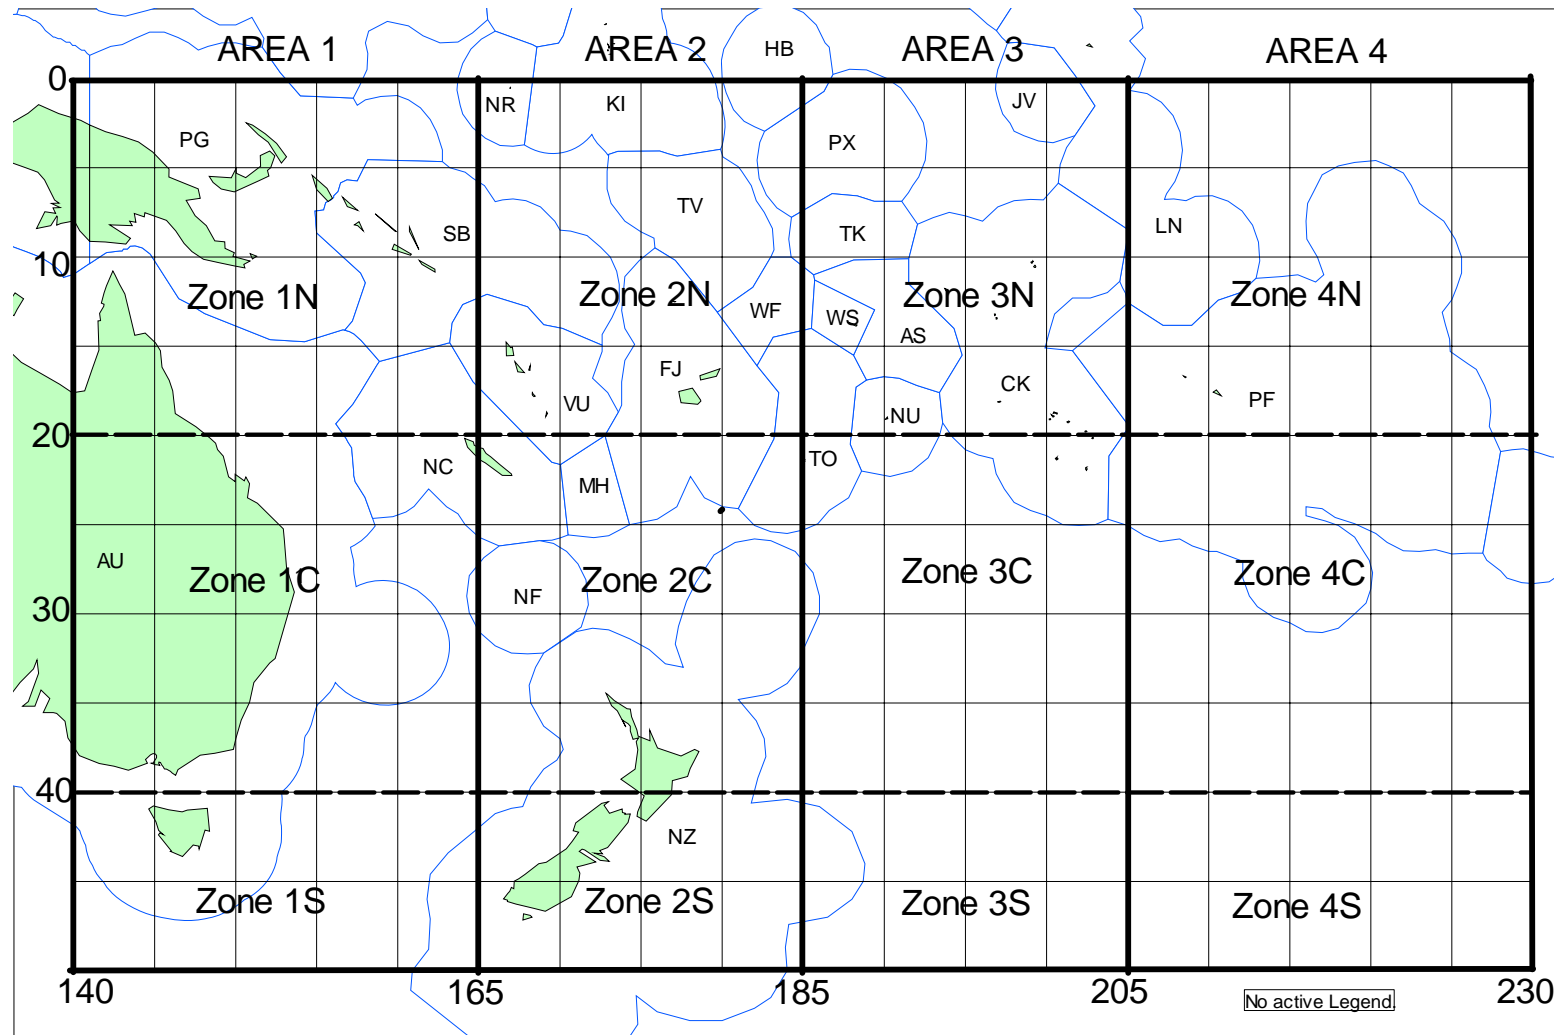 AREA 1 AREA 2 HB AREA 3 AREA 4
0
NR KI JV
PG PX
TV
SB TK LN
10
Zone 1N Zone 2N Zone 3N Zone 4N
WF WS
AS
FJ
CK
VU NU PF
20
NC TO
MH
AU
Zone 1C Zone 2C Zone 3C Zone 4C
NF
30
40
NZ
Zone 1S Zone 2S Zone 3S Zone 4S
140 165 185 205 230
No active Legend.